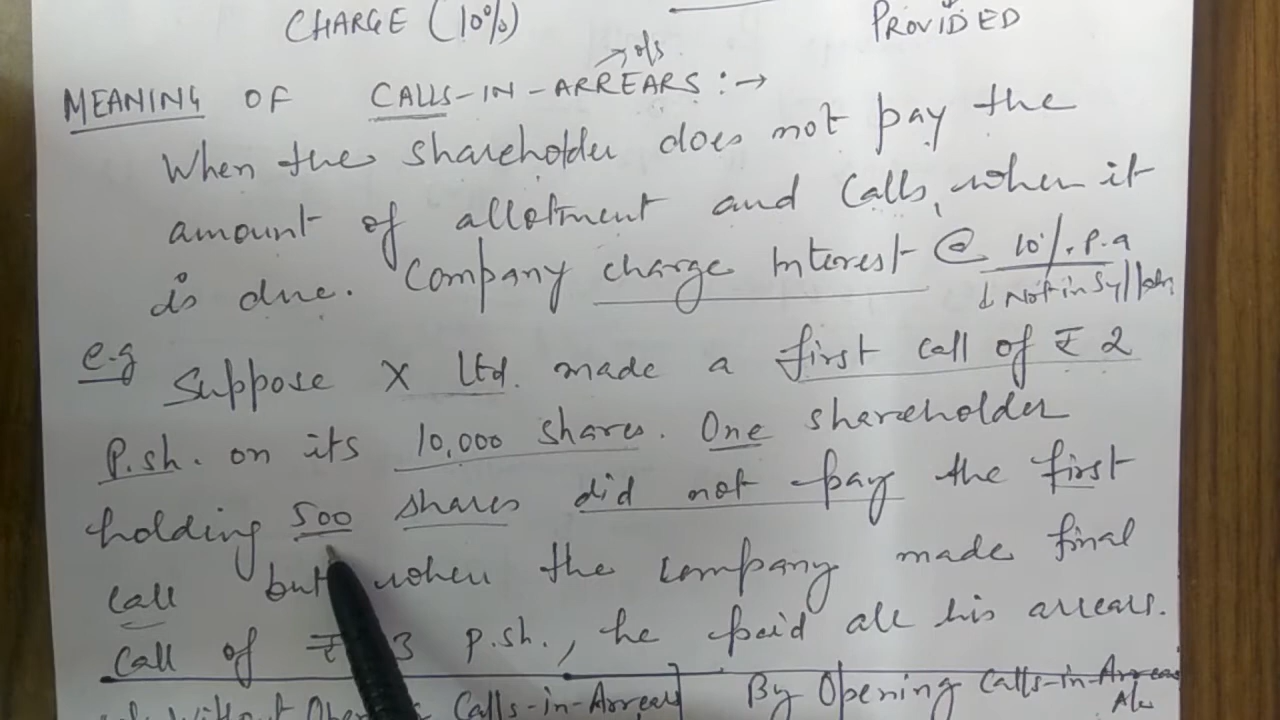 CHARGE (10%)
PROVIDED
→ o/s
MEANING OF CALLS-IN-ARREARS :→
When the shareholder does not pay the
amount of allotment and calls, when it
is due. Company charge Interest @ 10%. P.a
↓ Not in Syllabus
e.g Suppose X Ltd. made a first call of ₹ 2
P.sh. on its 10,000 shares. One shareholder
holding 500 shares did not pay the first
call but when the company made final
call of ₹ 3 p.sh., he paid all his arrears.
Without Calls-in-Arrears
By Opening Calls-in-Arrears
A/c